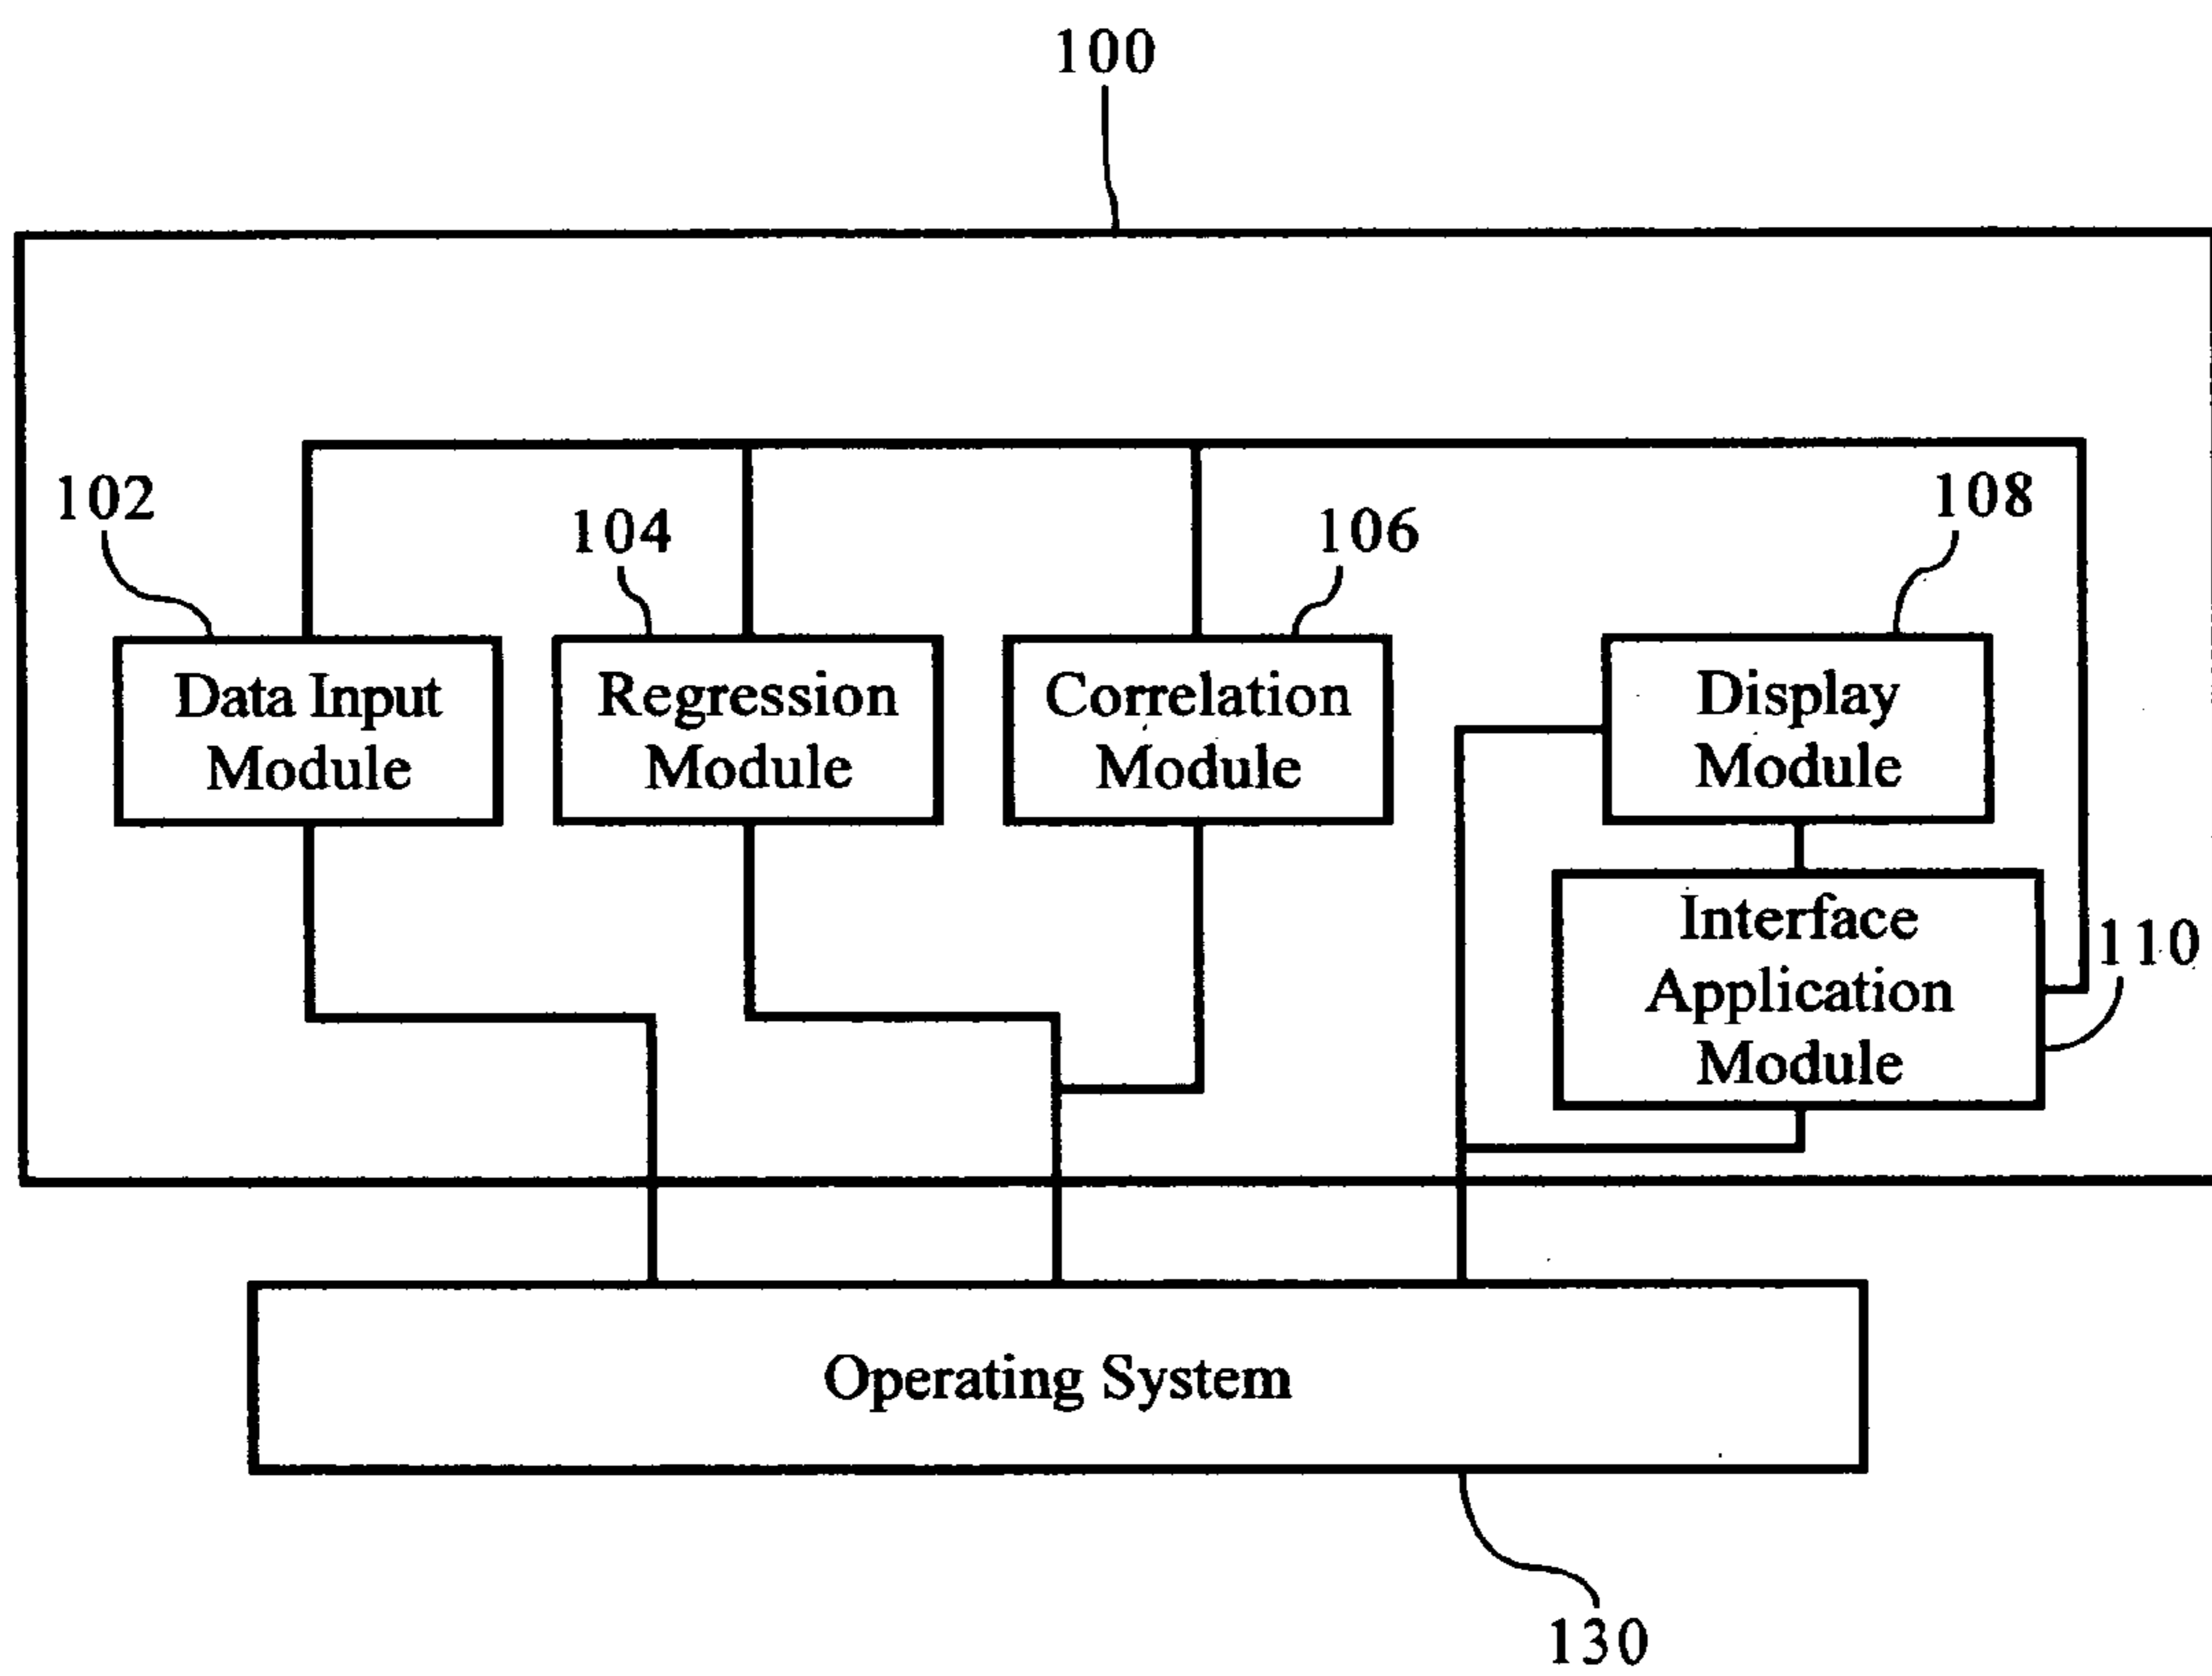 100
102
104
106
108
Data Input
Module
Regression
Module
Correlation
Module
Display
Module
Interface
Application
Module
110
Operating System
130